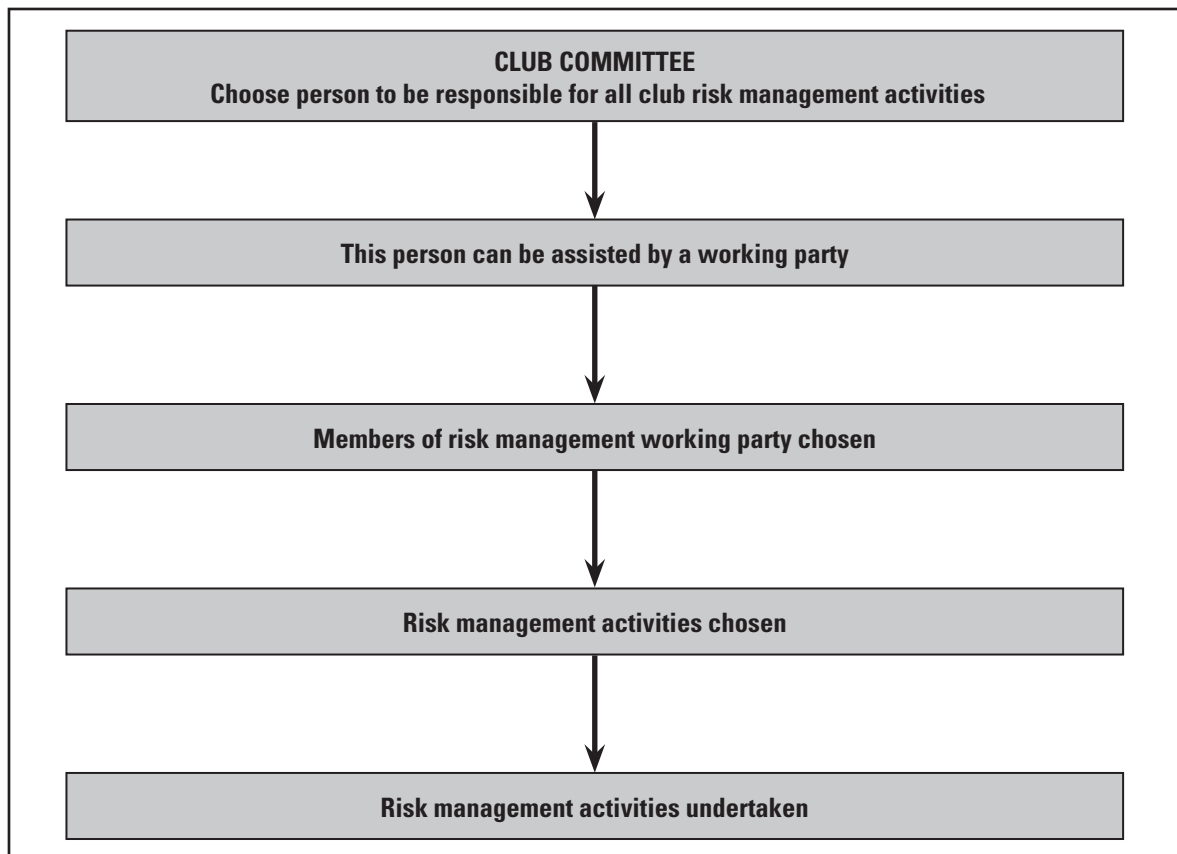 CLUB COMMITTEE
Choose person to be responsible for all club risk management activities
This person can be assisted by a working party
Members of risk management working party chosen
Risk management activities chosen
Risk management activities undertaken